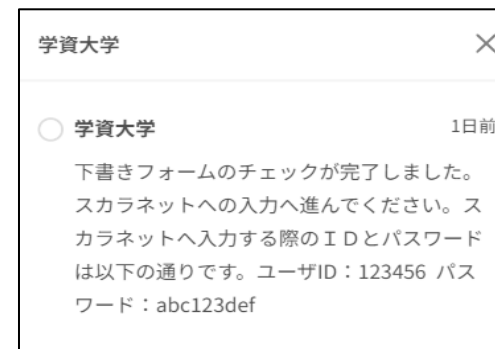 学資大学
学資大学 1日前
下書きフォームのチェックが完了しました。
スカラネットへの入力へ進んでください。ス
カラネットへ入力する際のＩＤとパスワード
は以下の通りです。ユーザID：123456 パス
ワード：abc123def